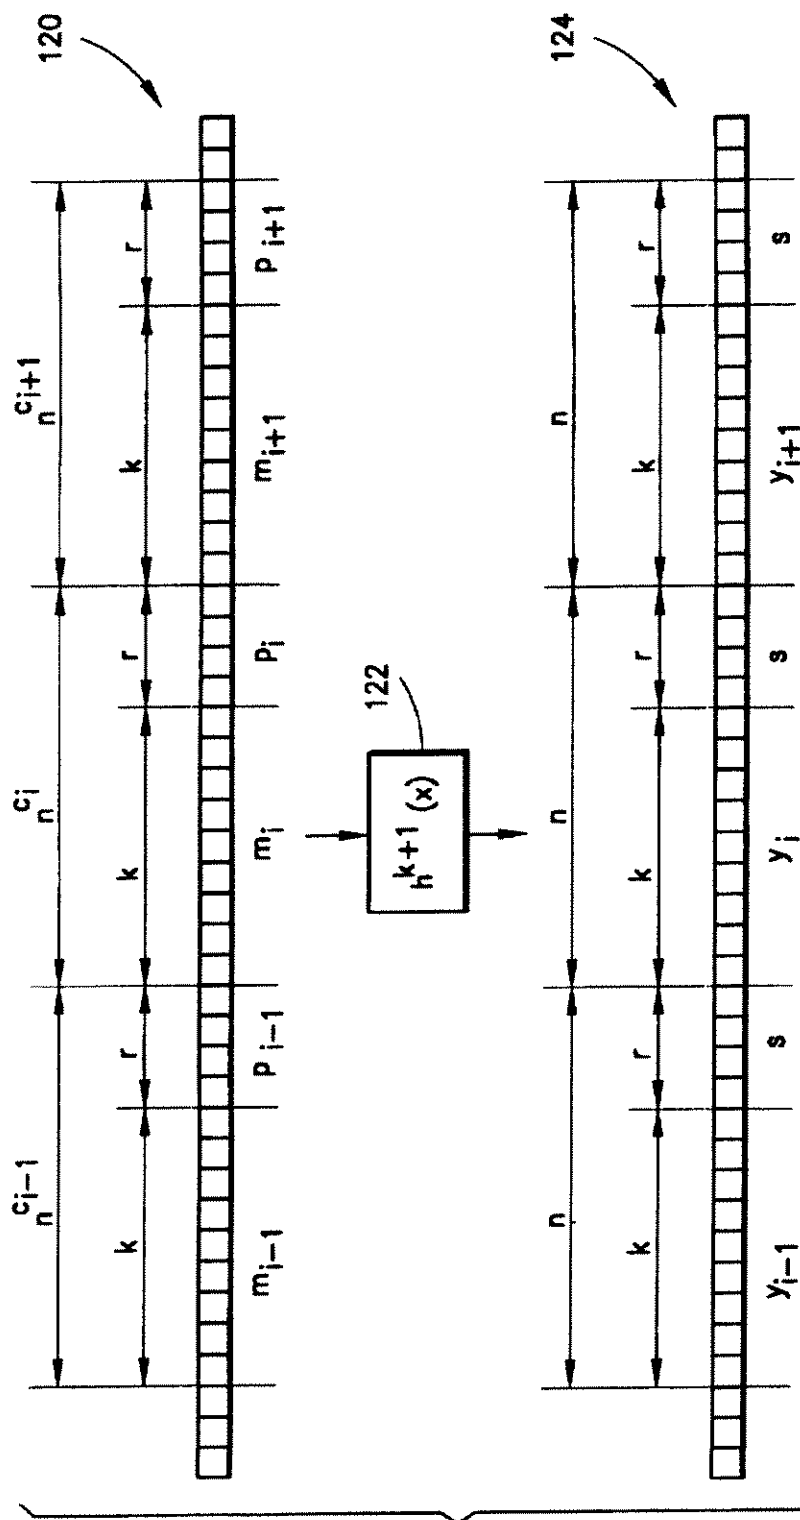 120
c_{i-1} c_i c_{i+1}
n n n
k r k r k r
m_{i-1} p_{i-1} m_i p_i m_{i+1} p_{i+1}
122
h^{k+1} (x)
124
n n n
k r k r k r
y_{i-1} s y_i s y_{i+1} s